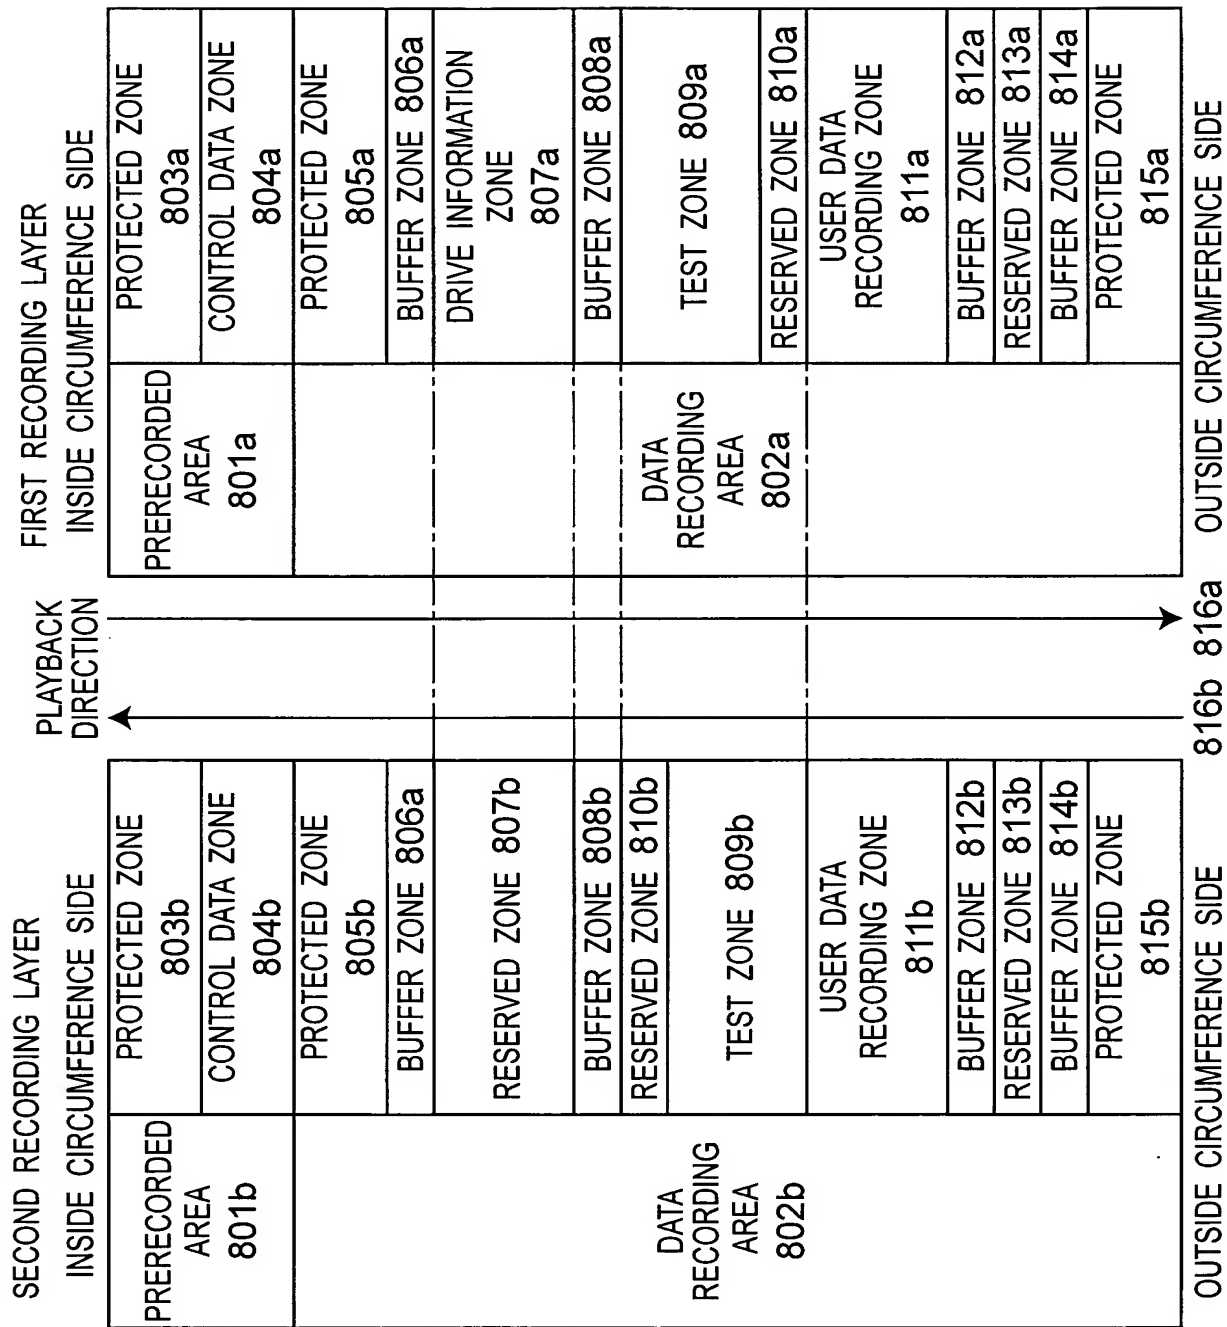 FIRST RECORDING LAYER
INSIDE CIRCUMFERENCE SIDE
PRERECORDED
AREA
801a
DATA
RECORDING
AREA
802a
PROTECTED ZONE
803a
CONTROL DATA ZONE
804a
PROTECTED ZONE
805a
BUFFER ZONE 806a
DRIVE INFORMATION
ZONE
807a
BUFFER ZONE 808a
TEST ZONE 809a
RESERVED ZONE 810a
USER DATA
RECORDING ZONE
811a
BUFFER ZONE 812a
RESERVED ZONE 813a
BUFFER ZONE 814a
PROTECTED ZONE
815a
OUTSIDE CIRCUMFERENCE SIDE
PLAYBACK
DIRECTION
816b 816a
SECOND RECORDING LAYER
INSIDE CIRCUMFERENCE SIDE
PRERECORDED
AREA
801b
DATA
RECORDING
AREA
802b
PROTECTED ZONE
803b
CONTROL DATA ZONE
804b
PROTECTED ZONE
805b
BUFFER ZONE 806a
RESERVED ZONE 807b
BUFFER ZONE 808b
RESERVED ZONE 810b
TEST ZONE 809b
USER DATA
RECORDING ZONE
811b
BUFFER ZONE 812b
RESERVED ZONE 813b
BUFFER ZONE 814b
PROTECTED ZONE
815b
OUTSIDE CIRCUMFERENCE SIDE